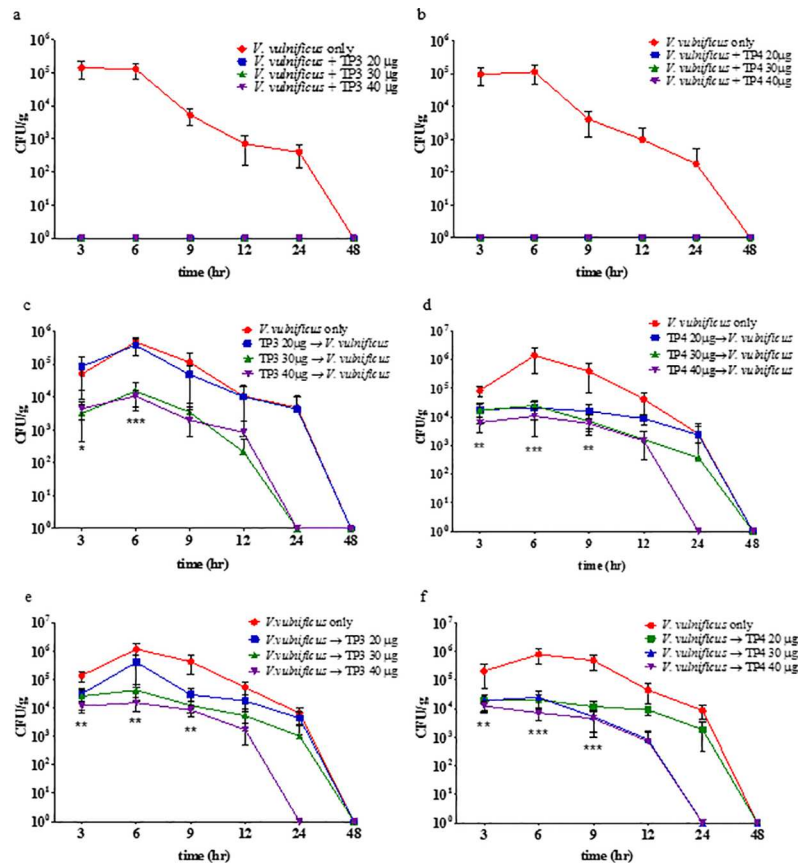 a
10⁶
10⁵
10⁴
10³
10²
10¹
10⁰
CFU/g
V. vulnificus only
V. vulnificus + TP3 20 µg
V. vulnificus + TP3 30 µg
V. vulnificus + TP3 40 µg
3 6 9 12 24 48
time (hr)
b
10⁶
10⁵
10⁴
10³
10²
10¹
10⁰
CFU/g
V. vulnificus only
V. vulnificus + TP4 20µg
V. vulnificus + TP4 30µg
V. vulnificus + TP4 40µg
3 6 9 12 24 48
time (hr)
c
10⁶
10⁵
10⁴
10³
10²
10¹
10⁰
CFU/g
V. vulnificus only
TP3 20µg → V. vulnificus
TP3 30µg → V. vulnificus
TP3 40µg → V. vulnificus
* ***
3 6 9 12 24 48
time (hr)
d
10⁷
10⁶
10⁵
10⁴
10³
10²
10¹
10⁰
CFU/g
V. vulnificus only
TP4 20µg→V. vulnificus
TP4 30µg→V. vulnificus
TP4 40µg→V. vulnificus
** *** **
3 6 9 12 24 48
time (hr)
e
10⁷
10⁶
10⁵
10⁴
10³
10²
10¹
10⁰
CFU/g
V.vulnificus only
V.vulnificus → TP3 20 µg
V.vulnificus → TP3 30 µg
V.vulnificus → TP3 40 µg
** ** **
3 6 9 12 24 48
time (hr)
f
10⁷
10⁶
10⁵
10⁴
10³
10²
10¹
10⁰
CFU/g
V. vulnificus only
V. vulnificus → TP4 20 µg
V. vulnificus → TP4 30 µg
V. vulnificus → TP4 40 µg
** *** ***
3 6 9 12 24 48
time (hr)